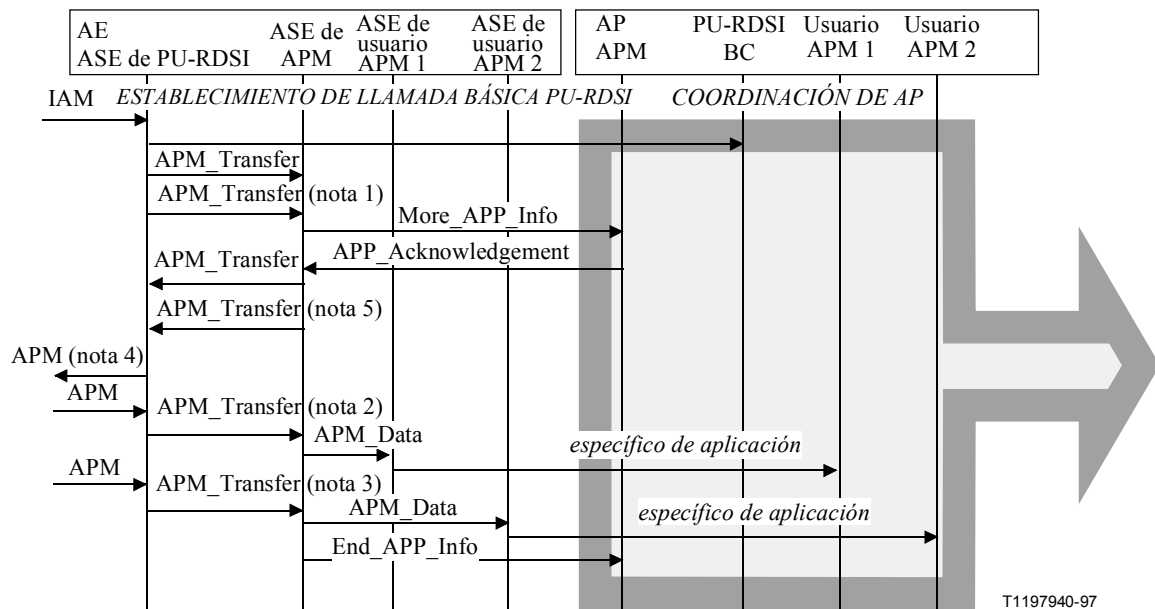 AE
ASE de PU-RDSI
ASE de
APM
ASE de
usuario
APM 1
ASE de
usuario
APM 2
AP
APM
PU-RDSI
BC
Usuario
APM 1
Usuario
APM 2
IAM
ESTABLECIMIENTO DE LLAMADA BÁSICA PU-RDSI
COORDINACIÓN DE AP
APM_Transfer
APM_Transfer (nota 1)
More_APP_Info
APP_Acknowledgement
APM_Transfer
APM_Transfer (nota 5)
APM (nota 4)
APM
APM_Transfer (nota 2)
APM_Data
específico de aplicación
APM
APM_Transfer (nota 3)
APM_Data
específico de aplicación
End_APP_Info
T1197940-97